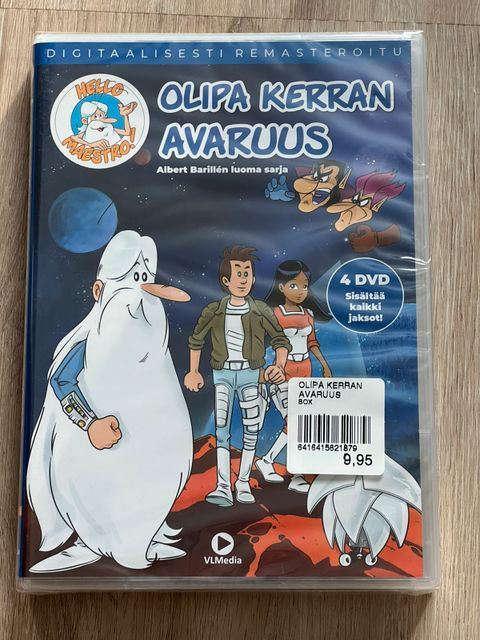 DIGITAALISESTI REMASTEROITU
HELLO
MAESTRO!
OLIPA KERRAN
AVARUUS
Albert Barillén luoma sarja
4 DVD
Sisältää
kaikki
jaksot!
OLIPA KERRAN
AVARUUS
BOX
6416415621879
9,95
VLMedia